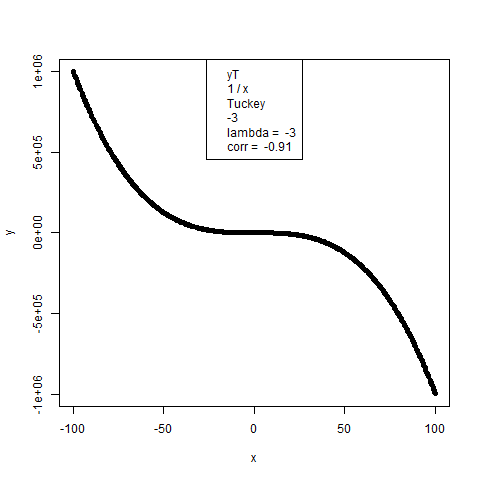 yT
1 / x
Tuckey
-3
lambda = -3
corr = -0.91
1e+06
5e+05
0e+00
-5e+05
-1e+06
y
-100
-50
0
50
100
x